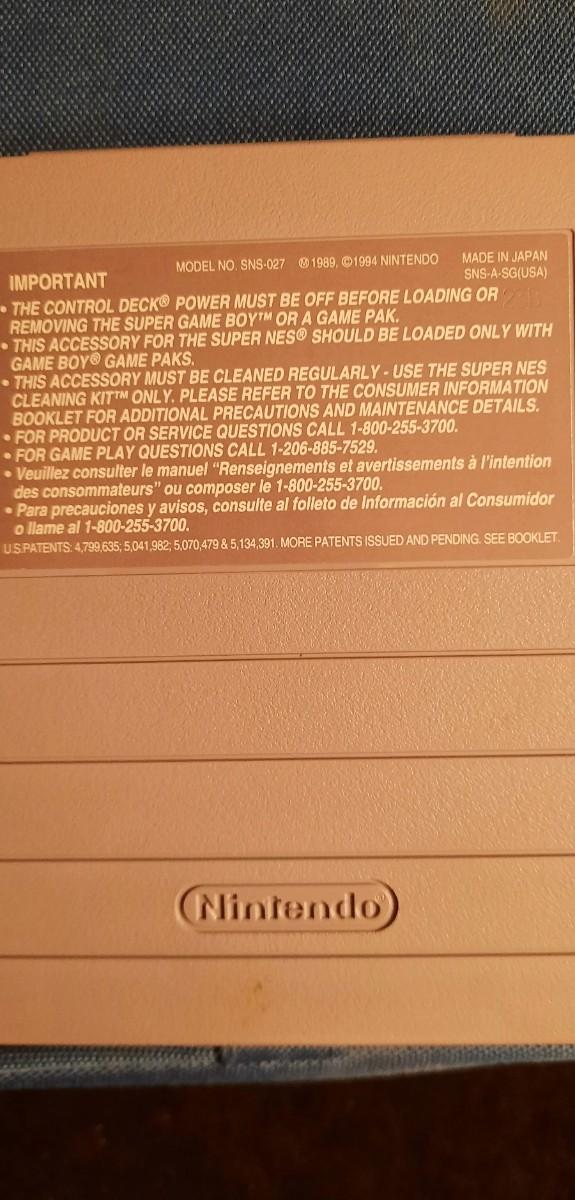 MODEL NO. SNS-027 Ⓜ1989, ©1994 NINTENDO MADE IN JAPAN
SNS-A-SG(USA)
IMPORTANT
• THE CONTROL DECK® POWER MUST BE OFF BEFORE LOADING OR
REMOVING THE SUPER GAME BOY™ OR A GAME PAK.
• THIS ACCESSORY FOR THE SUPER NES® SHOULD BE LOADED ONLY WITH
GAME BOY® GAME PAKS.
• THIS ACCESSORY MUST BE CLEANED REGULARLY - USE THE SUPER NES
CLEANING KIT™ ONLY. PLEASE REFER TO THE CONSUMER INFORMATION
BOOKLET FOR ADDITIONAL PRECAUTIONS AND MAINTENANCE DETAILS.
• FOR PRODUCT OR SERVICE QUESTIONS CALL 1-800-255-3700.
• FOR GAME PLAY QUESTIONS CALL 1-206-885-7529.
• Veuillez consulter le manuel “Renseignements et avertissements à l'intention
des consommateurs” ou composer le 1-800-255-3700.
• Para precauciones y avisos, consulte al folleto de Información al Consumidor
o llame al 1-800-255-3700.
U.S.PATENTS: 4,799,635; 5,041,982; 5,070,479 & 5,134,391. MORE PATENTS ISSUED AND PENDING. SEE BOOKLET.
Nintendo®